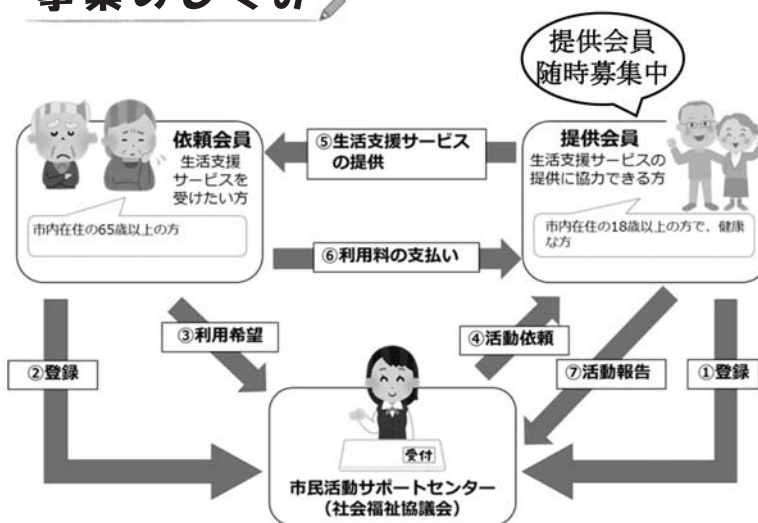 事業のしくみ
提供会員
随時募集中
依頼会員
生活支援
サービスを
受けたい方
市内在住の65歳以上の方
⑤生活支援サービス
の提供
提供会員
生活支援サービスの
提供に協力できる方
市内在住の18歳以上の方で、健康
な方
⑥利用料の支払い
③利用希望
④活動依頼
②登録
⑦活動報告
①登録
受付
市民活動サポートセンター
（社会福祉協議会）